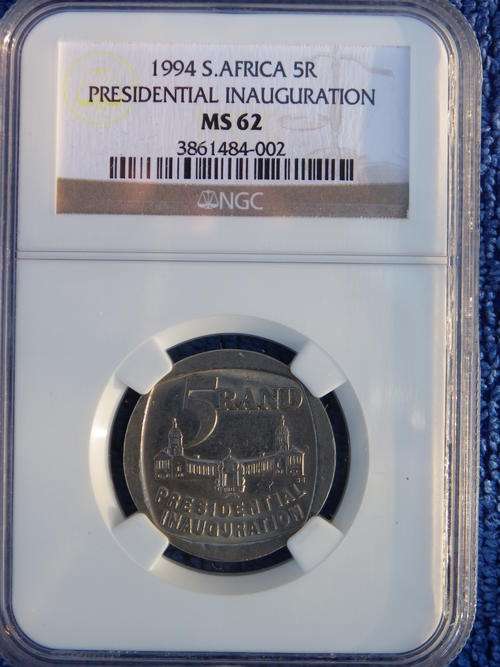 1994 S.AFRICA 5R
PRESIDENTIAL INAUGURATION
MS 62
3861484-002
NGC
5 RAND
PRESIDENTIAL
INAUGURATION